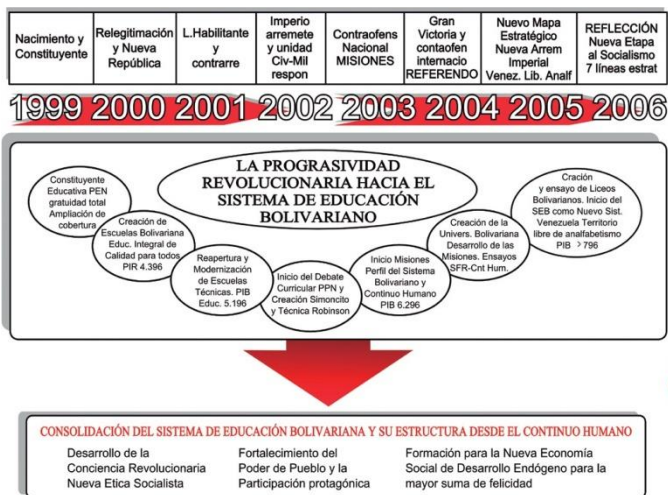 Nacimiento y
Constituyente
Relegitimación
y Nueva
República
L.Habilitante
y
contrarre
Imperio
arremete
y unidad
Civ-Mil
respon
Contraofens
Nacional
MISIONES
Gran
Victoria y
contaofen
internacio
REFERENDO
Nuevo Mapa
Estratégico
Nueva Arrem
Imperial
Venez. Lib. Analf
REFLECCIÓN
Nueva Etapa
al Socialismo
7 líneas estrat
1999 2000 2001 2002 2003 2004 2005 2006
LA PROGRASIVIDAD
REVOLUCIONARIA HACIA EL
SISTEMA DE EDUCACIÓN
BOLIVARIANO
Constituyente
Educativa PEN
gratuidad total
Ampliación de
cobertura
Creación de
Escuelas Bolivariana
Educ. Integral de
Calidad para todos
PIR 4.396
Reapertura y
Modernización
de Escuelas
Técnicas. PIB
Educ. 5.196
Inicio del Debate
Curricular PPN y
Creación Simoncito
y Técnica Robinson
Inicio Misiones
Perfil del Sistema
Bolivariano y
Continuo Humano
PIB 6.296
Creación de la
Univers. Bolivariana
Desarrollo de las
Misiones. Ensayos
SFR-Cnt Hum.
Cración
y ensayo de Liceos
Bolivarianos. Inicio del
SEB como Nuevo Sist.
Venezuela Territorio
libre de analfabetismo
PIB > 796
CONSOLIDACIÓN DEL SISTEMA DE EDUCACIÓN BOLIVARIANA Y SU ESTRUCTURA DESDE EL CONTINUO HUMANO
Desarrollo de la
Conciencia Revolucionaria
Nueva Etica Socialista
Fortalecimiento del
Poder de Pueblo y la
Participación protagónica
Formación para la Nueva Economía
Social de Desarrollo Endógeno para la
mayor suma de felicidad